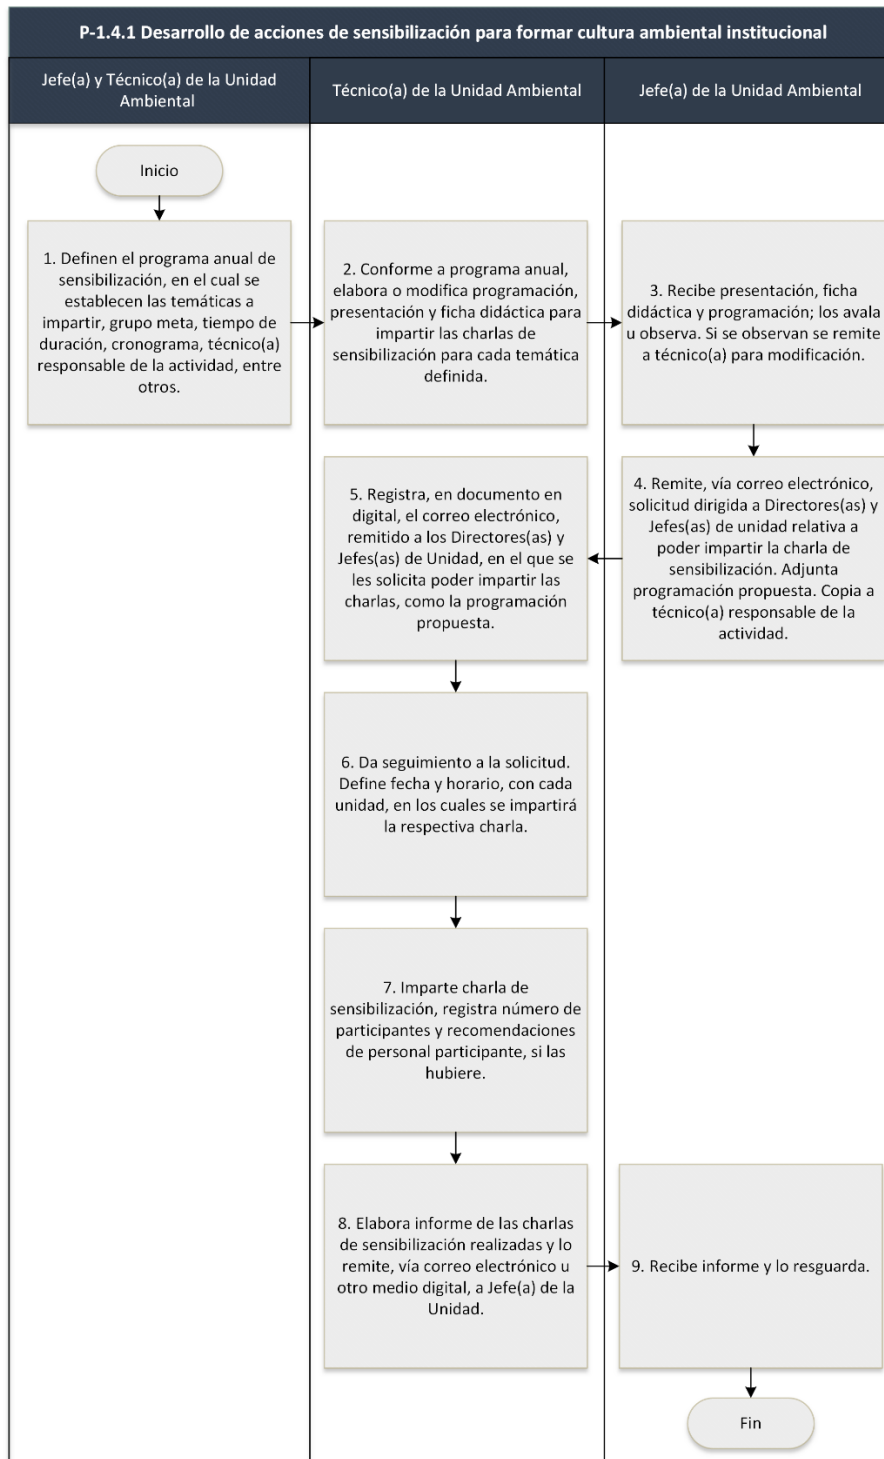 P-1.4.1 Desarrollo de acciones de sensibilización para formar cultura ambiental institucional
Jefe(a) y Técnico(a) de la Unidad
Ambiental
Técnico(a) de la Unidad Ambiental
Jefe(a) de la Unidad Ambiental
Inicio
1. Definen el programa anual de
sensibilización, en el cual se
establecen las temáticas a
impartir, grupo meta, tiempo de
duración, cronograma, técnico(a)
responsable de la actividad, entre
otros.
2. Conforme a programa anual,
elabora o modifica programación,
presentación y ficha didáctica para
impartir las charlas de
sensibilización para cada temática
definida.
3. Recibe presentación, ficha
didáctica y programación; los avala
u observa. Si se observan se remite
a técnico(a) para modificación.
4. Remite, vía correo electrónico,
solicitud dirigida a Directores(as) y
Jefes(as) de unidad relativa a
poder impartir la charla de
sensibilización. Adjunta
programación propuesta. Copia a
técnico(a) responsable de la
actividad.
5. Registra, en documento en
digital, el correo electrónico,
remitido a los Directores(as) y
Jefes(as) de Unidad, en el que se
les solicita poder impartir las
charlas, como la programación
propuesta.
6. Da seguimiento a la solicitud.
Define fecha y horario, con cada
unidad, en los cuales se impartirá
la respectiva charla.
7. Imparte charla de
sensibilización, registra número de
participantes y recomendaciones
de personal participante, si las
hubiere.
8. Elabora informe de las charlas
de sensibilización realizadas y lo
remite, vía correo electrónico u
otro medio digital, a Jefe(a) de la
Unidad.
9. Recibe informe y lo resguarda.
Fin